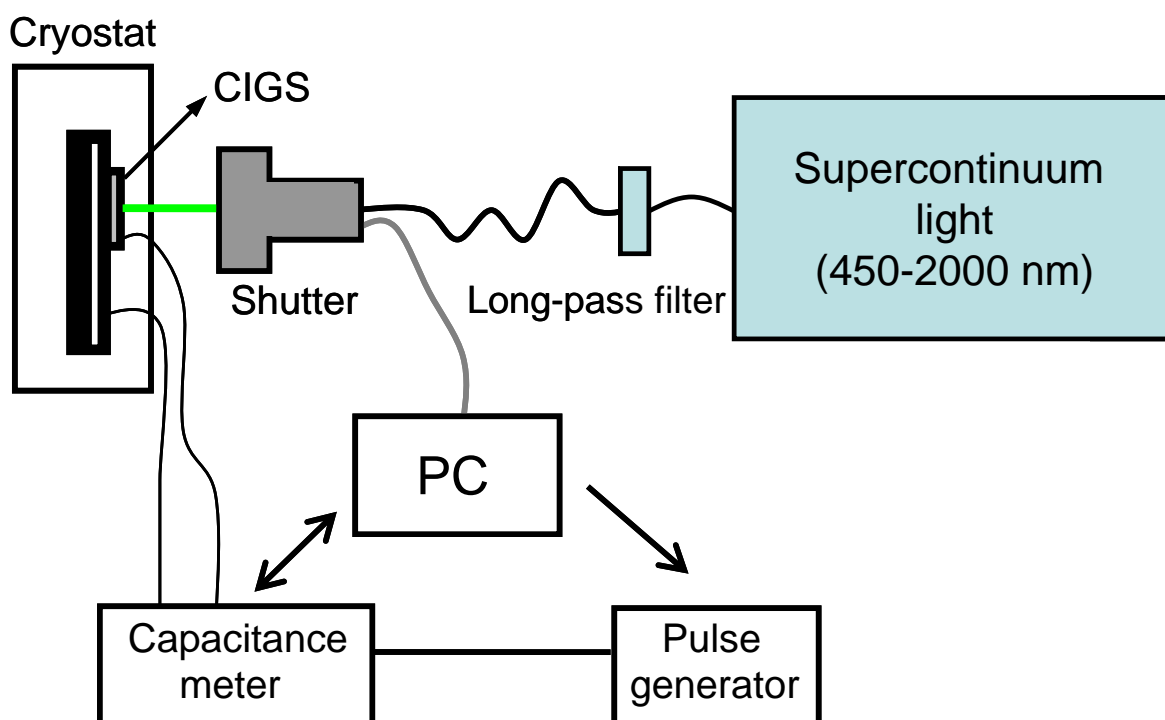 Cryostat
CIGS
Supercontinuum
light
(450-2000 nm)
Shutter
Long-pass filter
PC
Capacitance
meter
Pulse
generator